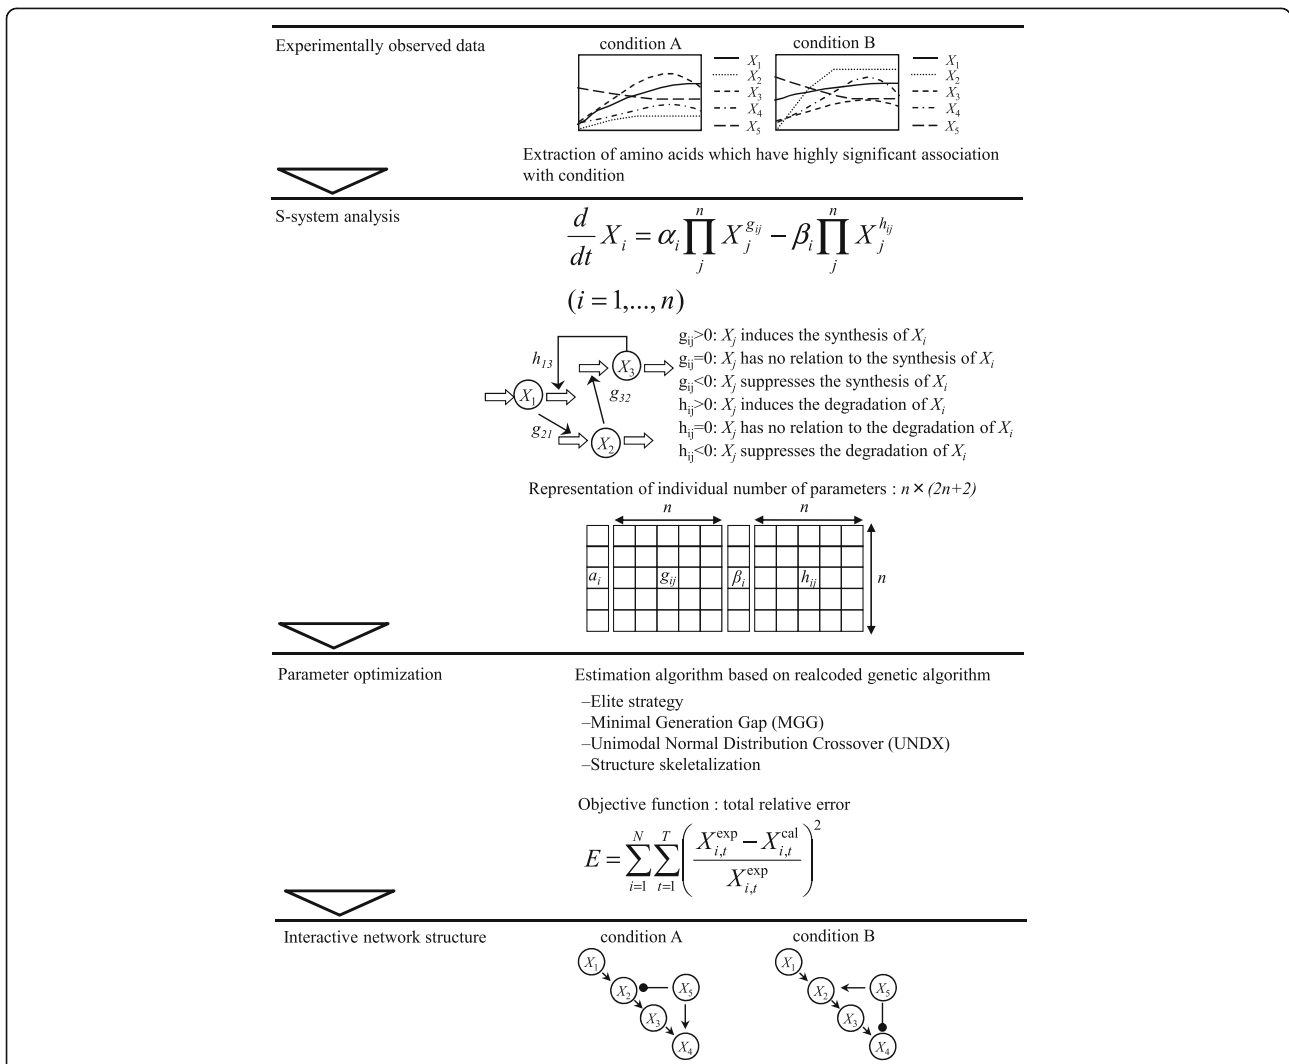 Experimentally observed data
condition A
condition B
X1
X2
X3
X4
X5
X1
X2
X3
X4
X5
Extraction of amino acids which have highly significant association
with condition
S-system analysis
d/dt Xi = αi ∏_j^n Xj^gij − βi ∏_j^n Xj^hij
(i = 1,..., n)
h13
X3
X1
g32
g21
X2
gij>0: Xj induces the synthesis of Xi
gij=0: Xj has no relation to the synthesis of Xi
gij<0: Xj suppresses the synthesis of Xi
hij>0: Xj induces the degradation of Xi
hij=0: Xj has no relation to the degradation of Xi
hij<0: Xj suppresses the degradation of Xi
Representation of individual number of parameters : n × (2n+2)
n
n
ai
gij
βi
hij
n
Parameter optimization
Estimation algorithm based on realcoded genetic algorithm
–Elite strategy
–Minimal Generation Gap (MGG)
–Unimodal Normal Distribution Crossover (UNDX)
–Structure skeletalization
Objective function : total relative error
E = ∑_{i=1}^N ∑_{t=1}^T ( (X_{i,t}^exp − X_{i,t}^cal) / X_{i,t}^exp )^2
Interactive network structure
condition A
condition B
X1
X2
X5
X3
X4
X1
X2
X5
X3
X4